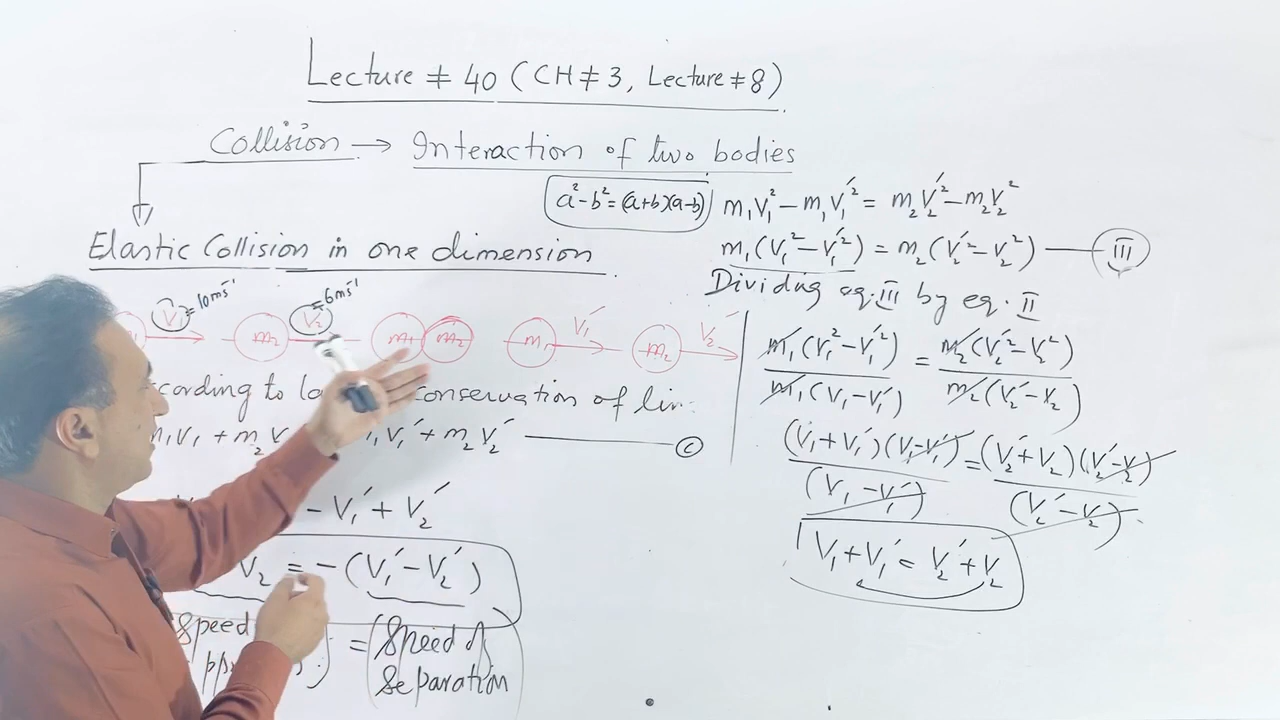 Lecture # 40 (CH#3, Lecture #8)
Collision → Interaction of two bodies
Elastic Collision in one dimension
V₁ = 10ms⁻¹
V₂ = 6ms⁻¹
m₂ m₁ m₂ m₁ V₁′ m₂ V₂′
cording to conservation of lin.
V₁ + m₂V V₁′ + m₂V₂′ —— ©
- V₁′ + V₂′
V₂ = -(V₁′ - V₂′)
Speed = (Speed of
Separation
a² - b² = (a+b)(a-b)
m₁V₁² - m₁V₁′² = m₂V₂′² - m₂V₂²
m₁(V₁² - V₁′²) = m₂(V₂′² - V₂²) —— III
Dividing eq. III by eq. II
m₁(V₁² - V₁′²) / m₁(V₁ - V₁′) = m₂(V₂′² - V₂²) / m₂(V₂′ - V₂)
(V₁ + V₁′)(V₁ - V₁′) / (V₁ - V₁′) = (V₂′ + V₂)(V₂′ - V₂) / (V₂′ - V₂)
V₁ + V₁′ = V₂′ + V₂